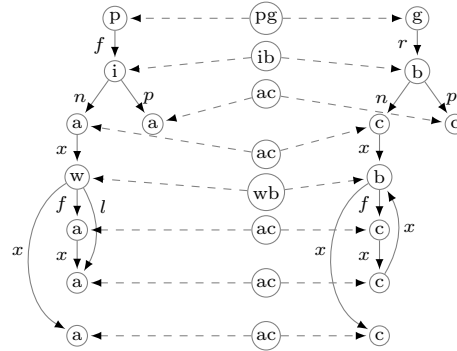 p pg g
f r
i ib b
n p ac n p
a a c c
x ac x
w wb b
f l f
a ac c
x x x x x
a ac c
a ac c